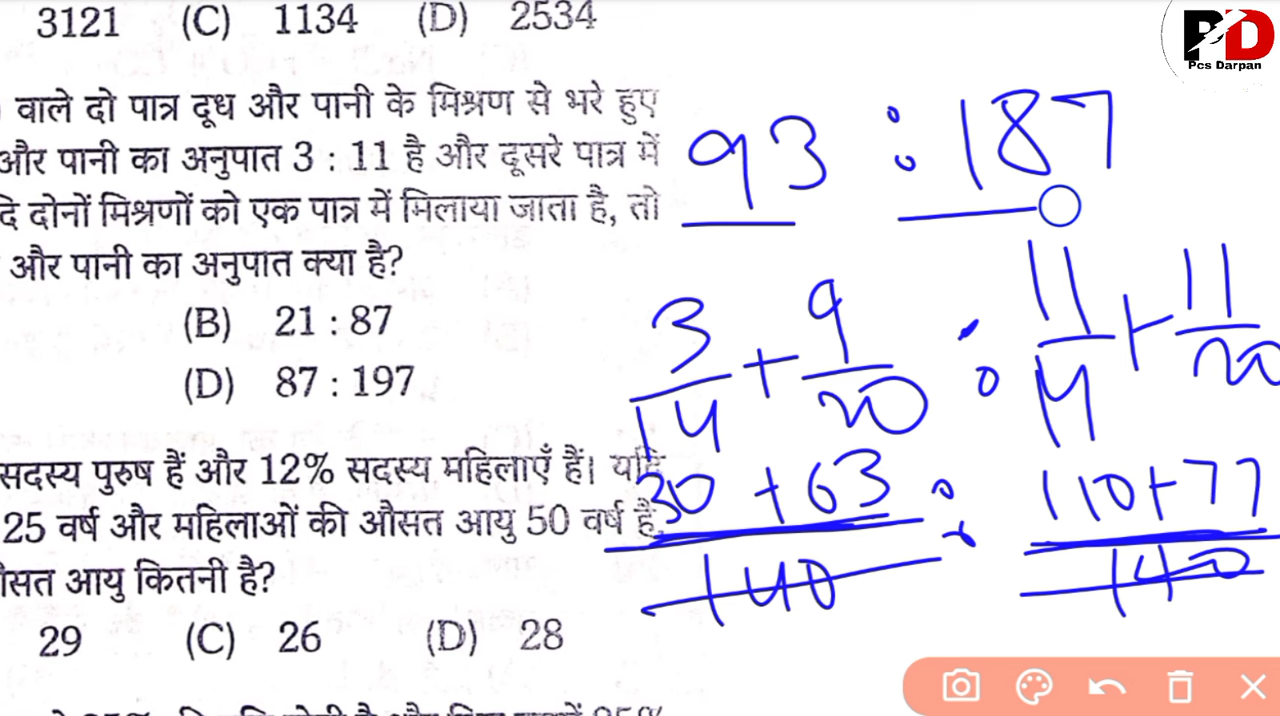 3121 (C) 1134 (D) 2534
वाले दो पात्र दूध और पानी के मिश्रण से भरे हुए
और पानी का अनुपात 3 : 11 है और दूसरे पात्र में
दोनों मिश्रणों को एक पात्र में मिलाया जाता है, तो
और पानी का अनुपात क्या है?
(B) 21 : 87
(D) 87 : 197
सदस्य पुरुष हैं और 12% सदस्य महिलाएँ हैं। यदि
25 वर्ष और महिलाओं की औसत आयु 50 वर्ष है,
आयु कितनी है?
29 (C) 26 (D) 28
PD
Pcs Darpan
93 : 187
3/14 + 9/20 : 11/14 + 11/20
30 + 63 : 110 + 77
140 140